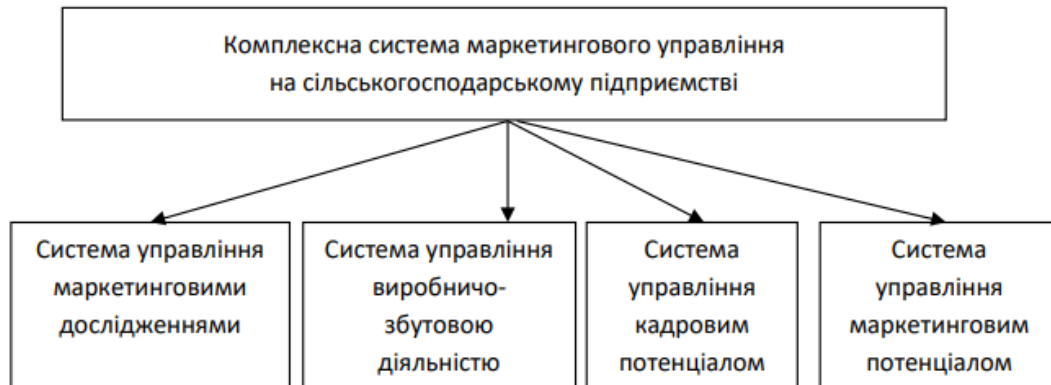 Комплексна система маркетингового управління
на сільськогосподарському підприємстві
Система управління
маркетинговими
дослідженнями
Система управління
виробничо-
збутовою
діяльністю
Система
управління
кадровим
потенціалом
Система
управління
маркетинговим
потенціалом